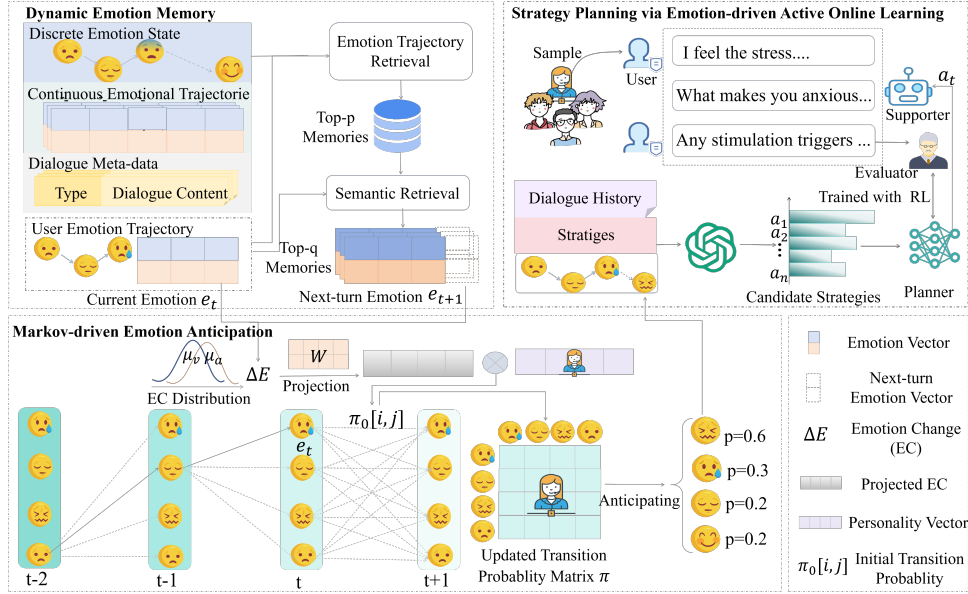 Dynamic Emotion Memory
Discrete Emotion State
Continuous Emotional Trajectorie
Dialogue Meta-data
Type
Dialogue Content
User Emotion Trajectory
Current Emotion e_t
Emotion Trajectory
Retrieval
Top-p
Memories
Semantic Retrieval
Top-q
Memories
Next-turn Emotion e_{t+1}
Strategy Planning via Emotion-driven Active Online Learning
Sample
User
I feel the stress....
What makes you anxious...
Any stimulation triggers ...
a_t
Supporter
Evaluator
Trained with RL
Dialogue History
Stratiges
a_1
a_2
⋮
a_n
Candidate Strategies
Planner
Markov-driven Emotion Anticipation
μ_v
μ_a
EC Distribution
ΔE
W
Projection
π_0[i,j]
e_t
t-2
t-1
t
t+1
Updated Transition
Probablity Matrix π
Anticipating
p=0.6
p=0.3
p=0.2
p=0.2
Emotion Vector
Next-turn
Emotion Vector
ΔE
Emotion Change
(EC)
Projected EC
Personality Vector
π_0[i,j]
Initial Transition
Probablity